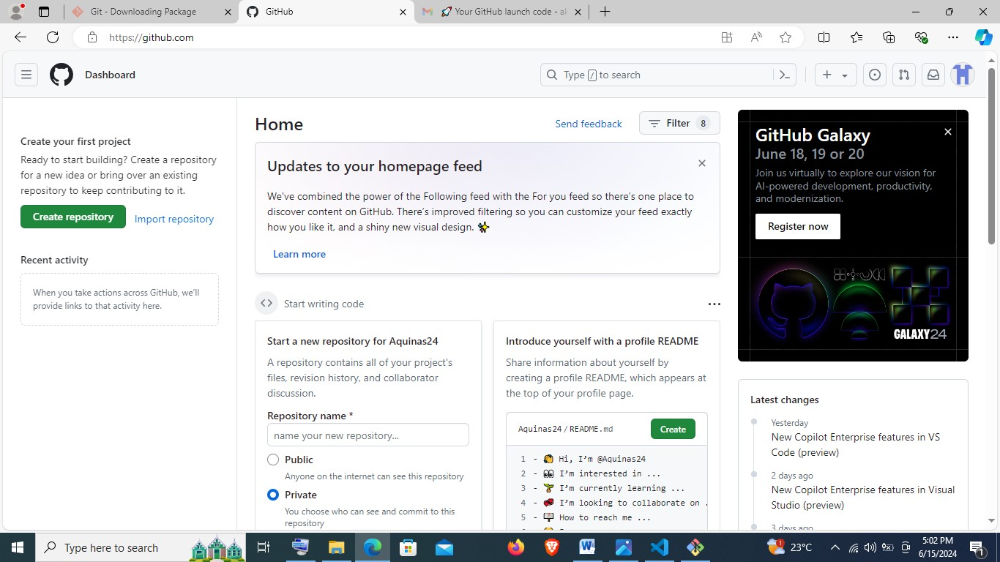 Git - Downloading Package
GitHub
🚀 Your GitHub launch code - ak
https://github.com
Dashboard
Type / to search
Create your first project
Ready to start building? Create a repository
for a new idea or bring over an existing
repository to keep contributing to it.
Create repository
Import repository
Recent activity
When you take actions across GitHub, we'll
provide links to that activity here.
Home
Send feedback
Filter 8
Updates to your homepage feed
We've combined the power of the Following feed with the For you feed so there's one place to
discover content on GitHub. There's improved filtering so you can customize your feed exactly
how you like it, and a shiny new visual design. ✨
Learn more
Start writing code
Start a new repository for Aquinas24
A repository contains all of your project's
files, revision history, and collaborator
discussion.
Repository name *
name your new repository...
Public
Anyone on the internet can see this repository
Private
You choose who can see and commit to this
repository
Introduce yourself with a profile README
Share information about yourself by
creating a profile README, which appears at
the top of your profile page.
Aquinas24 / README.md
Create
1 - 👋 Hi, I'm @Aquinas24
2 - 👀 I'm interested in ...
3 - 🌱 I'm currently learning ...
4 - 💞️ I'm looking to collaborate on .
5 - 📫 How to reach me ...
GitHub Galaxy
June 18, 19 or 20
Join us virtually to explore our vision for
AI-powered development, productivity,
and modernization.
Register now
GALAXY24
Latest changes
Yesterday
New Copilot Enterprise features in VS
Code (preview)
2 days ago
New Copilot Enterprise features in Visual
Studio (preview)
3 days ago
Type here to search
1
23°C
5:02 PM
6/15/2024
1